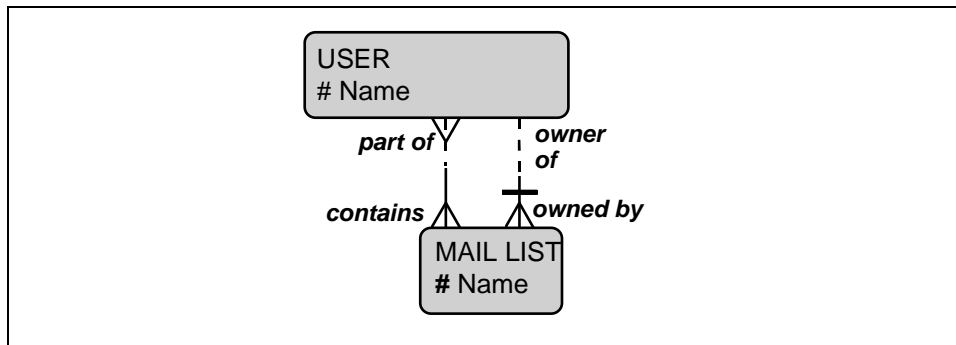 USER
# Name
part of
owner
of
contains
owned by
MAIL LIST
# Name